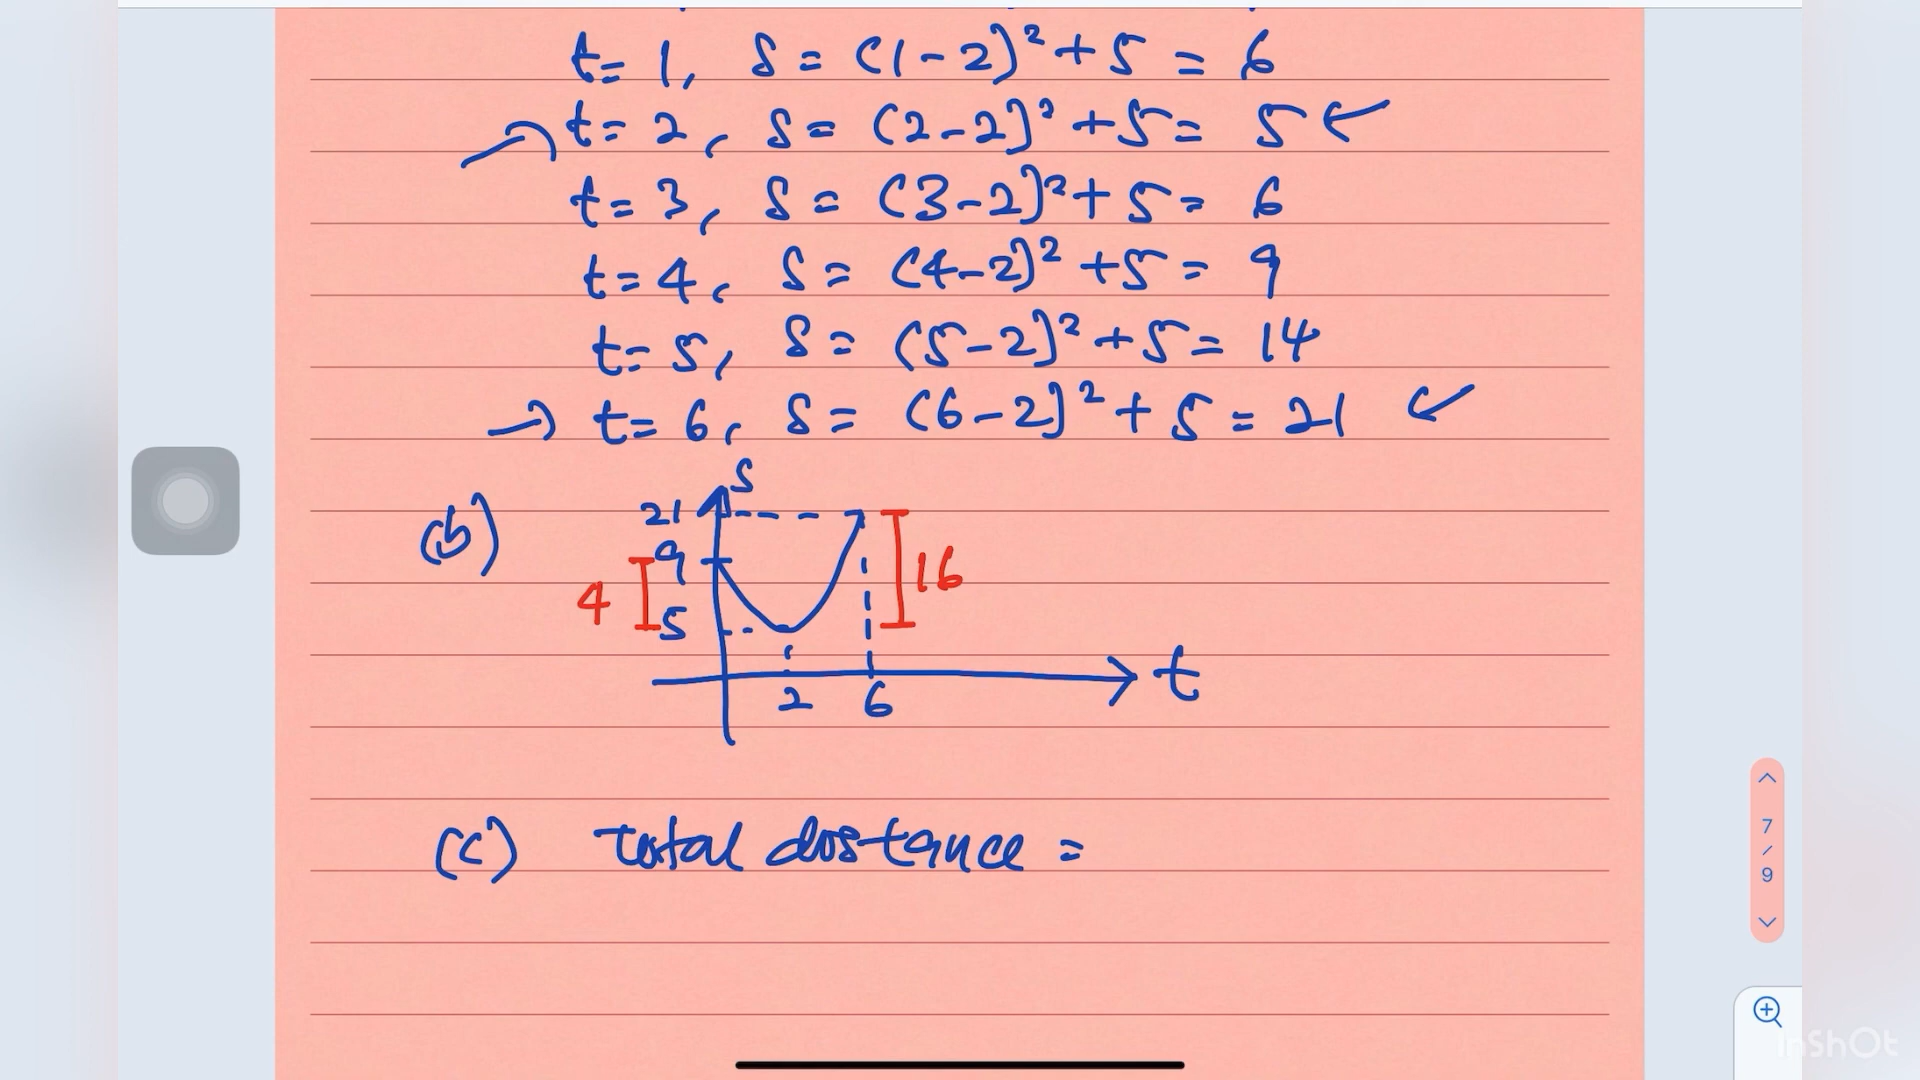 t = 1, s = (1-2)² + 5 = 6
t = 2, s = (2-2)² + 5 = 5
t = 3, s = (3-2)² + 5 = 6
t = 4, s = (4-2)² + 5 = 9
t = 5, s = (5-2)² + 5 = 14
t = 6, s = (6-2)² + 5 = 21
(b)
s
21
9
5
4
16
2
6
t
(c) Total distance =
7
/
9
InShOt